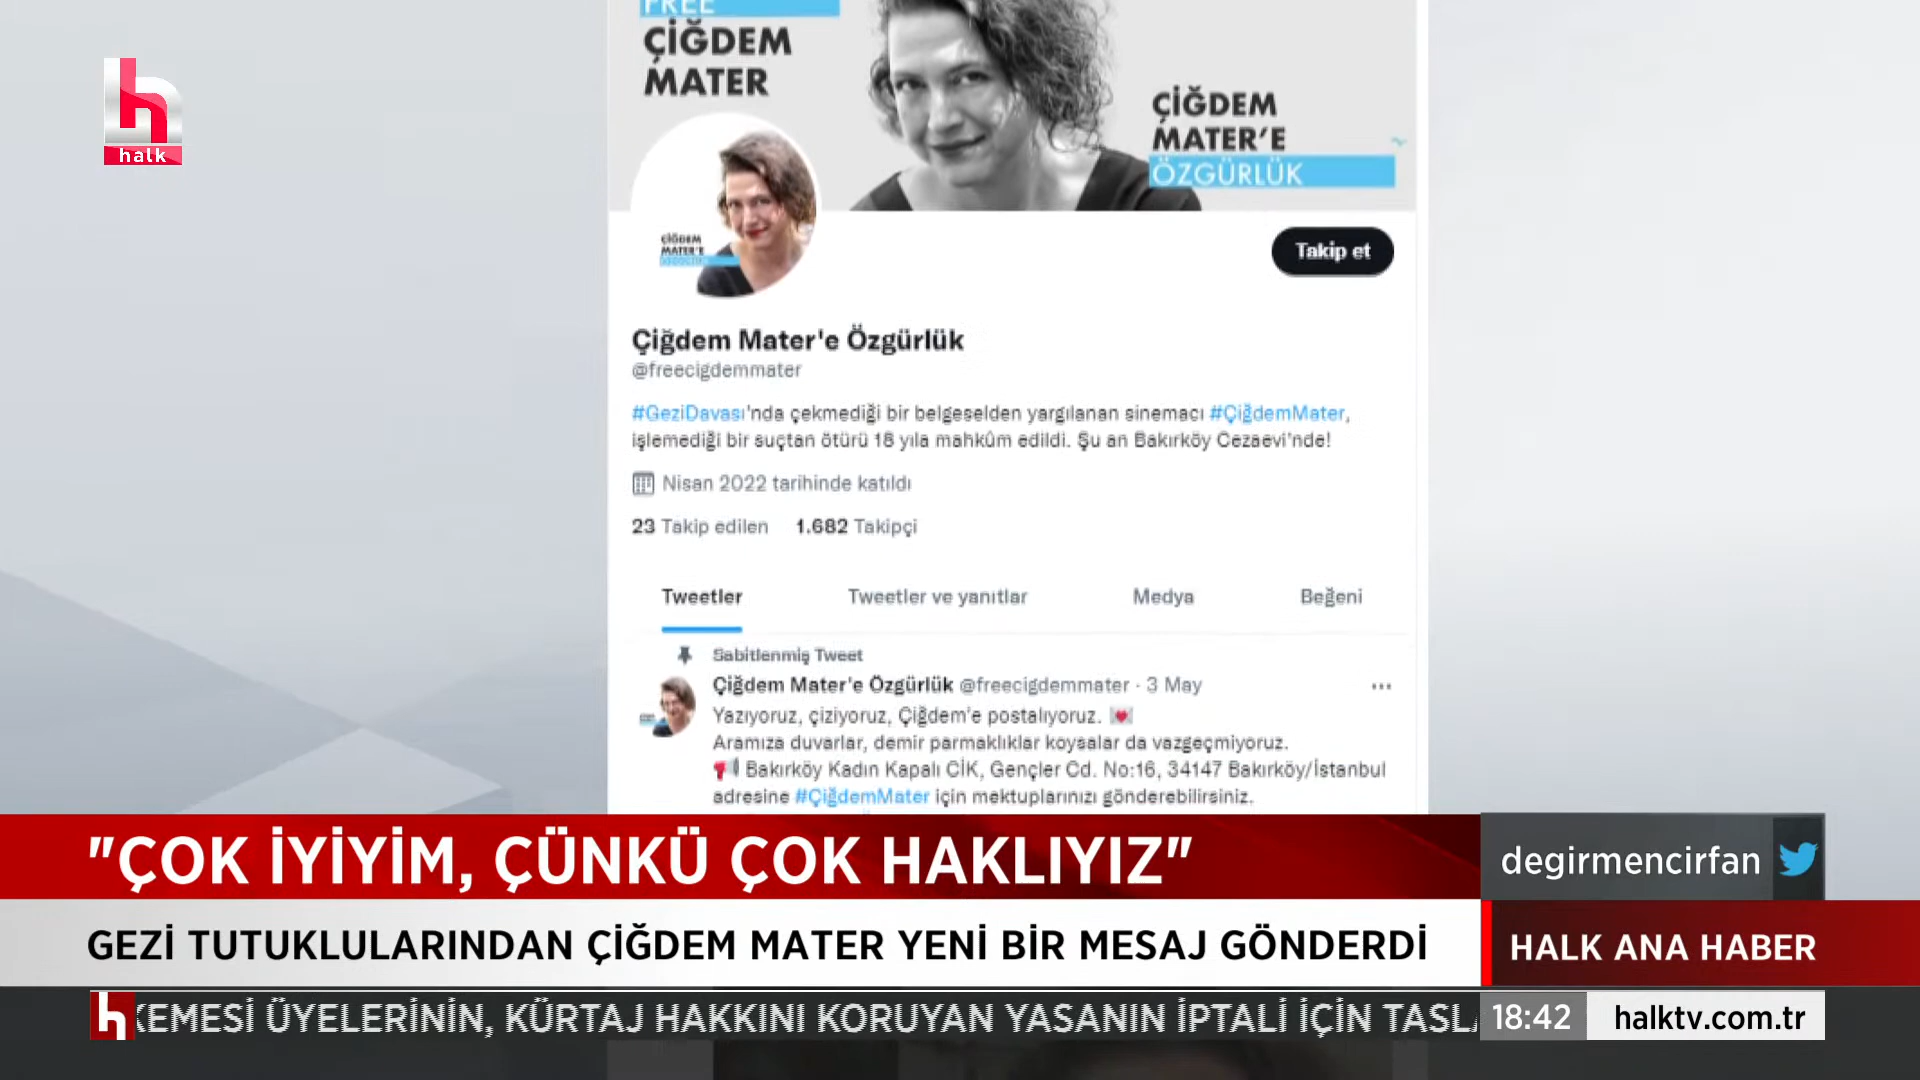 FREE
ÇİĞDEM
MATER
ÇİĞDEM
MATER'E
ÖZGÜRLÜK
halk
ÇİĞDEM
MATER'E
Takip et
Çiğdem Mater'e Özgürlük
@freecigdemmater
#GeziDavası'nda çekmediği bir belgeselden yargılanan sinemacı #ÇiğdemMater,
işlemediği bir suçtan ötürü 18 yıla mahkûm edildi. Şu an Bakırköy Cezaevi'nde!
Nisan 2022 tarihinde katıldı
23 Takip edilen 1.682 Takipçi
Tweetler Tweetler ve yanıtlar Medya Beğeni
Sabitlenmiş Tweet
Çiğdem Mater'e Özgürlük @freecigdemmater · 3 May
Yazıyoruz, çiziyoruz, Çiğdem'e postalıyoruz. 💌
Aramıza duvarlar, demir parmaklıklar koysalar da vazgeçmiyoruz.
Bakırköy Kadın Kapalı CİK, Gençler Cd. No:16, 34147 Bakırköy/İstanbul
adresine #ÇiğdemMater için mektuplarınızı gönderebilirsiniz.
"ÇOK İYİYİM, ÇÜNKÜ ÇOK HAKLIYIZ"
degirmencirfan
GEZİ TUTUKLULARINDAN ÇİĞDEM MATER YENİ BİR MESAJ GÖNDERDİ
HALK ANA HABER
KEMESİ ÜYELERİNİN, KÜRTAJ HAKKINI KORUYAN YASANIN İPTALİ İÇİN TASLA
18:42 halktv.com.tr